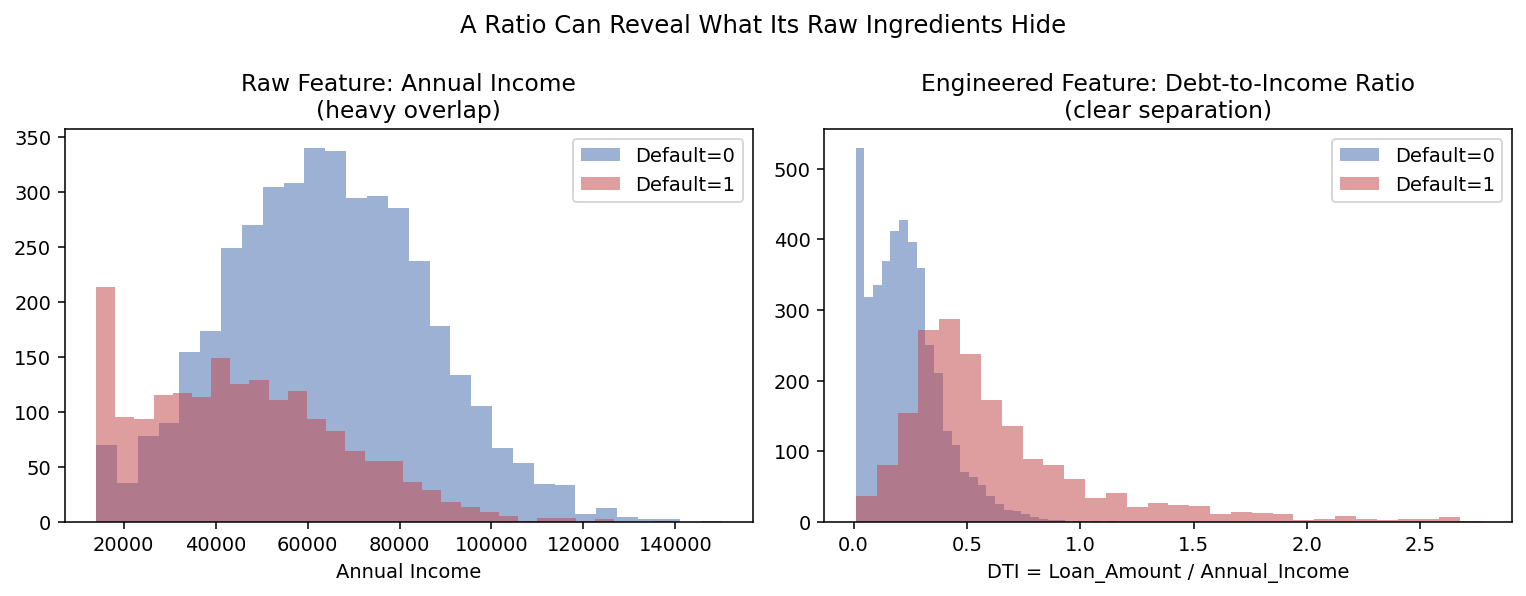 A Ratio Can Reveal What Its Raw Ingredients Hide
Raw Feature: Annual Income
(heavy overlap)
350
300
250
200
150
100
50
0
Default=0
Default=1
20000 40000 60000 80000 100000 120000 140000
Annual Income
Engineered Feature: Debt-to-Income Ratio
(clear separation)
500
400
300
200
100
0
Default=0
Default=1
0.0 0.5 1.0 1.5 2.0 2.5
DTI = Loan_Amount / Annual_Income